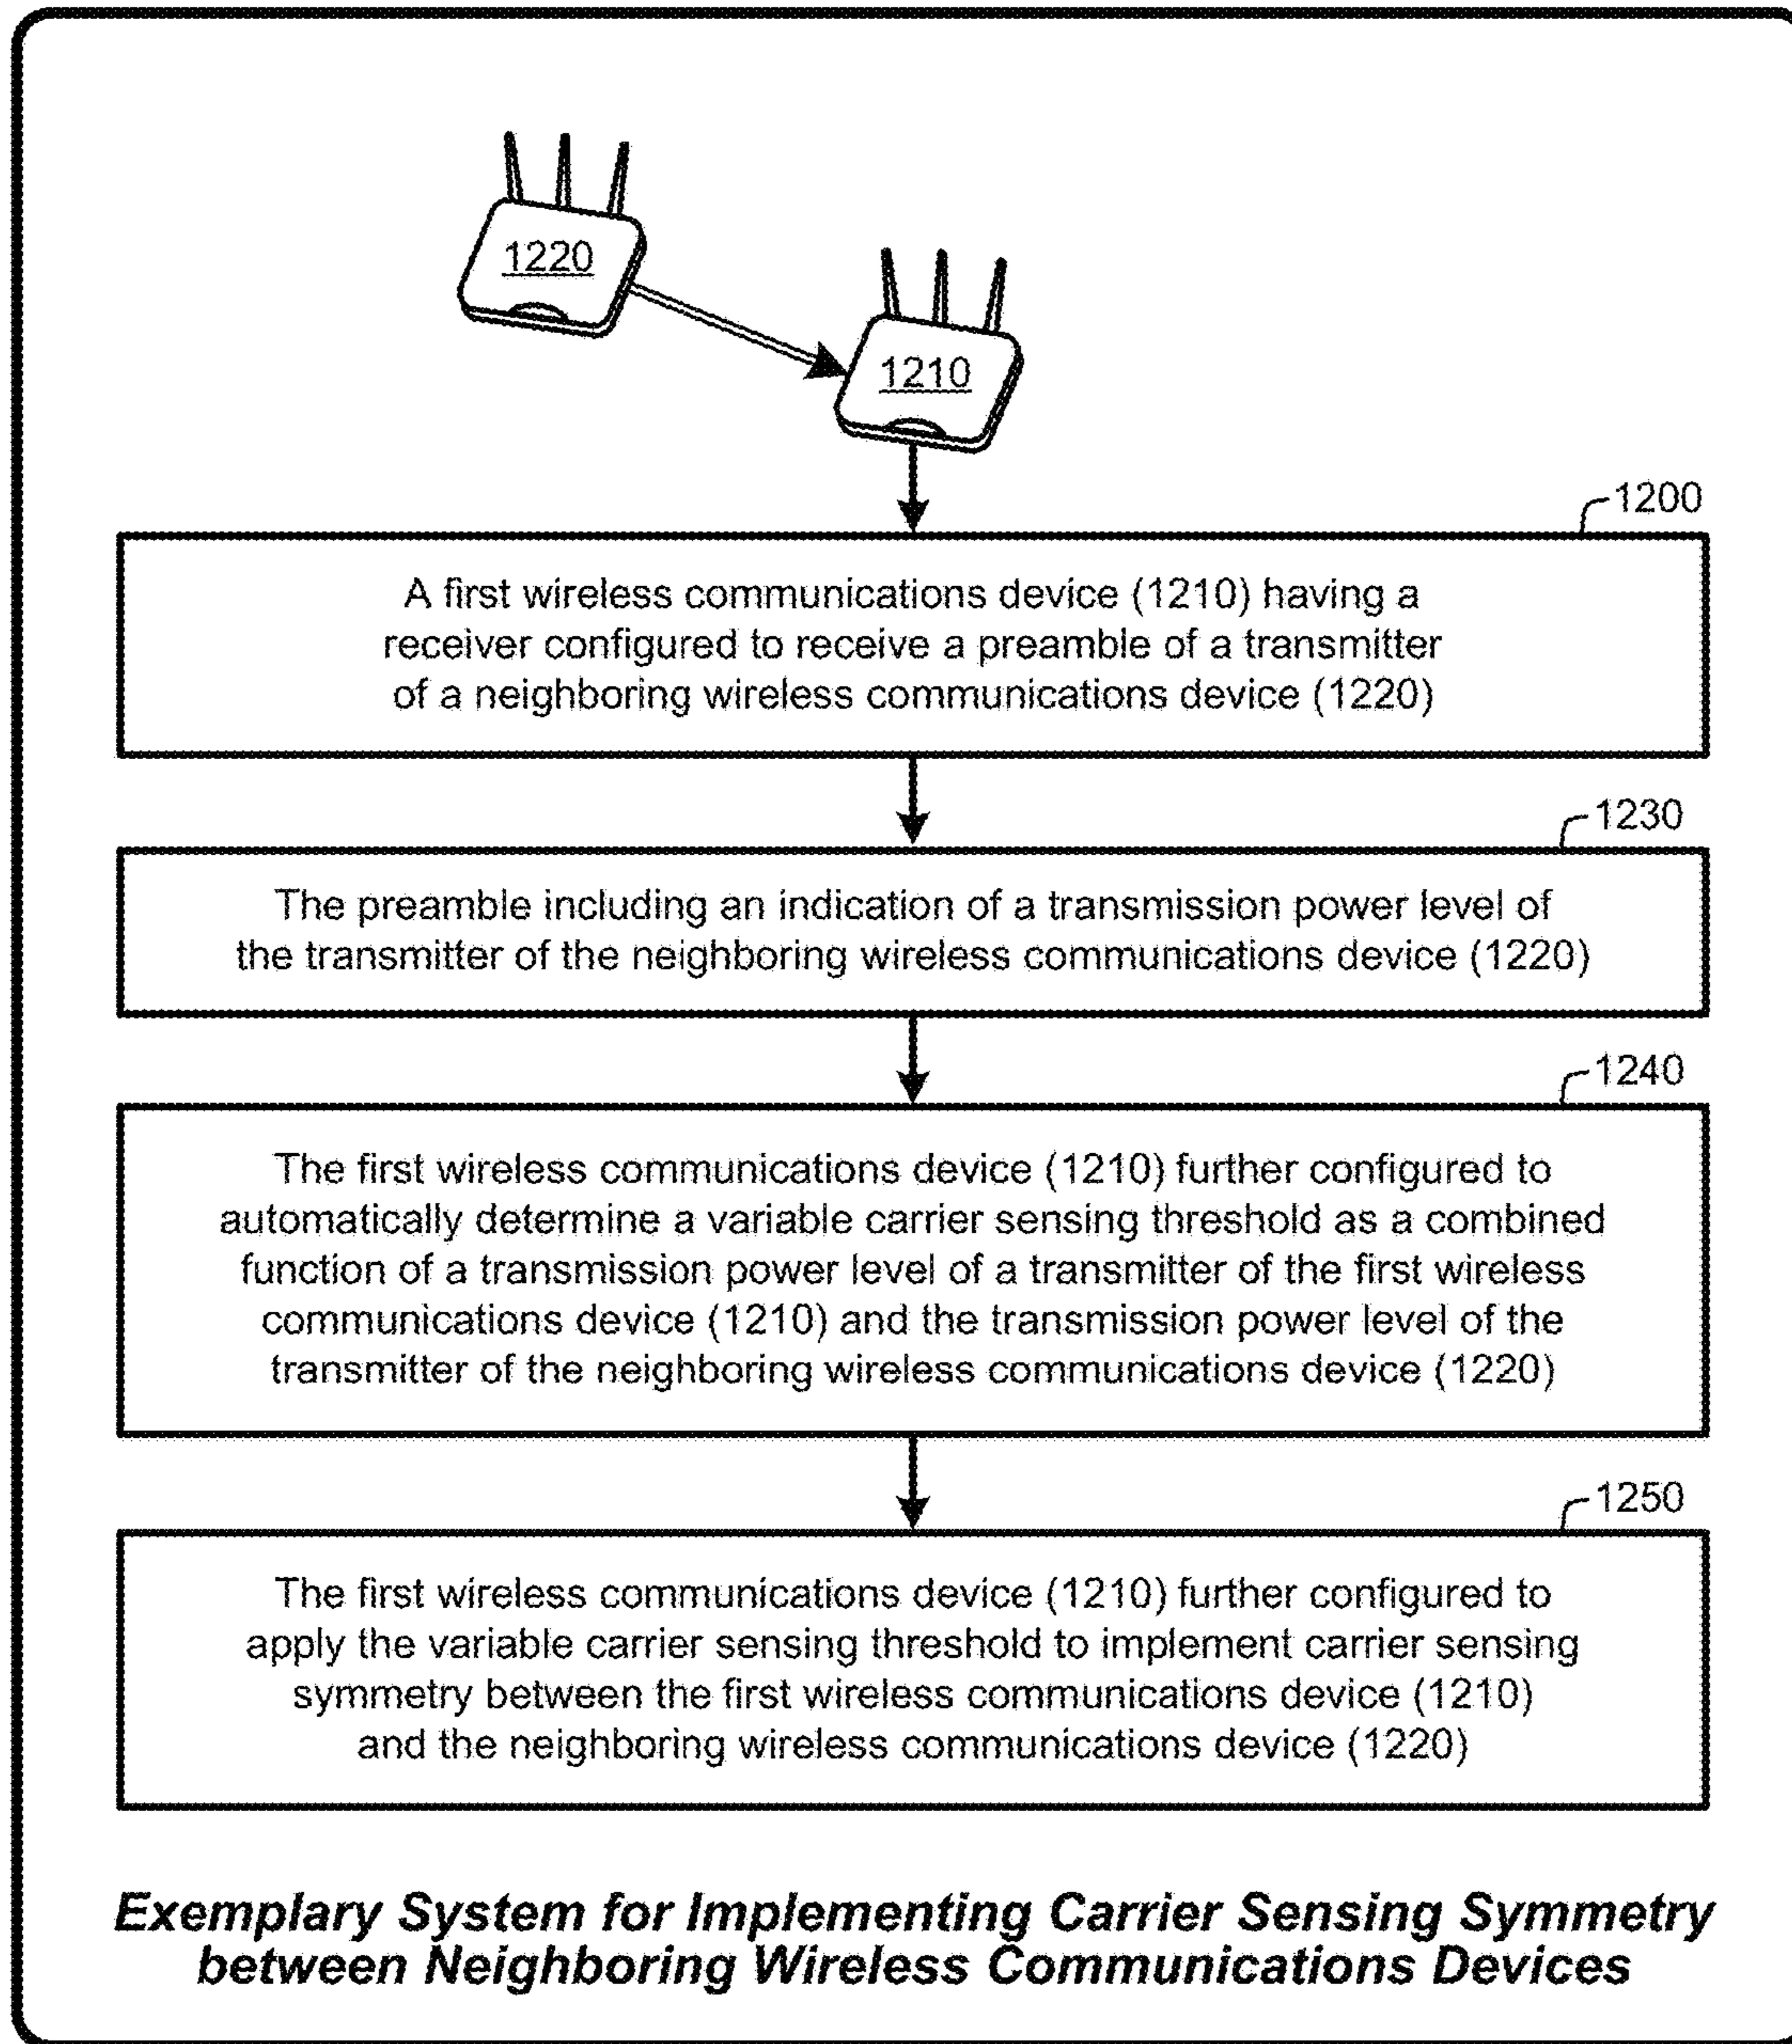 1220
1210
1200
A first wireless communications device (1210) having a
receiver configured to receive a preamble of a transmitter
of a neighboring wireless communications device (1220)
1230
The preamble including an indication of a transmission power level of
the transmitter of the neighboring wireless communications device (1220)
1240
The first wireless communications device (1210) further configured to
automatically determine a variable carrier sensing threshold as a combined
function of a transmission power level of a transmitter of the first wireless
communications device (1210) and the transmission power level of the
transmitter of the neighboring wireless communications device (1220)
1250
The first wireless communications device (1210) further configured to
apply the variable carrier sensing threshold to implement carrier sensing
symmetry between the first wireless communications device (1210)
and the neighboring wireless communications device (1220)
Exemplary System for Implementing Carrier Sensing Symmetry
between Neighboring Wireless Communications Devices